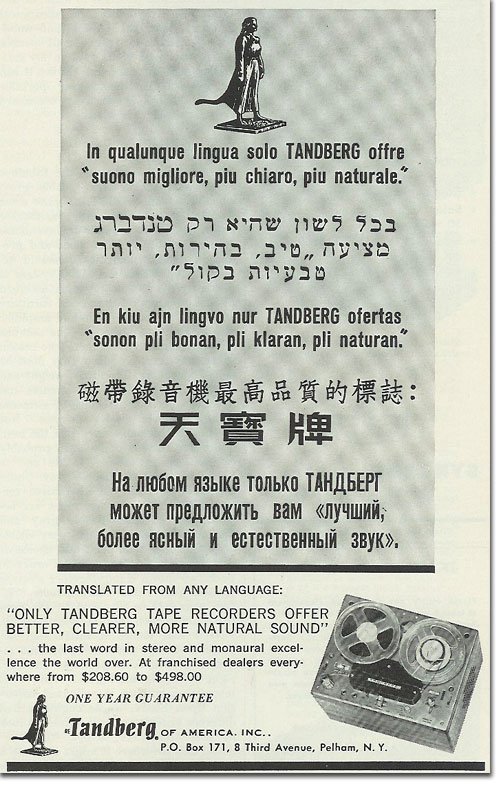 In qualunque lingua solo TANDBERG offre
"suono migliore, piu chiaro, piu naturale."
בכל לשון שהיא רק טנדברג
מציעה „טיב, בהירות, יותר
טבעיות בקול”
En kiu ajn lingvo nur TANDBERG ofertas
"sonon pli bonan, pli klaran, pli naturan."
磁帶錄音機最高品質的標誌：
天寶牌
На любом языке только ТАНДБЕРГ
может предложить вам «лучший,
более ясный и естественный звук».
TRANSLATED FROM ANY LANGUAGE:
"ONLY TANDBERG TAPE RECORDERS OFFER
BETTER, CLEARER, MORE NATURAL SOUND"
. . . the last word in stereo and monaural excel-
lence the world over. At franchised dealers every-
where from $208.60 to $498.00
ONE YEAR GUARANTEE
Tandberg OF AMERICA, INC..
P.O. Box 171, 8 Third Avenue, Pelham, N.Y.